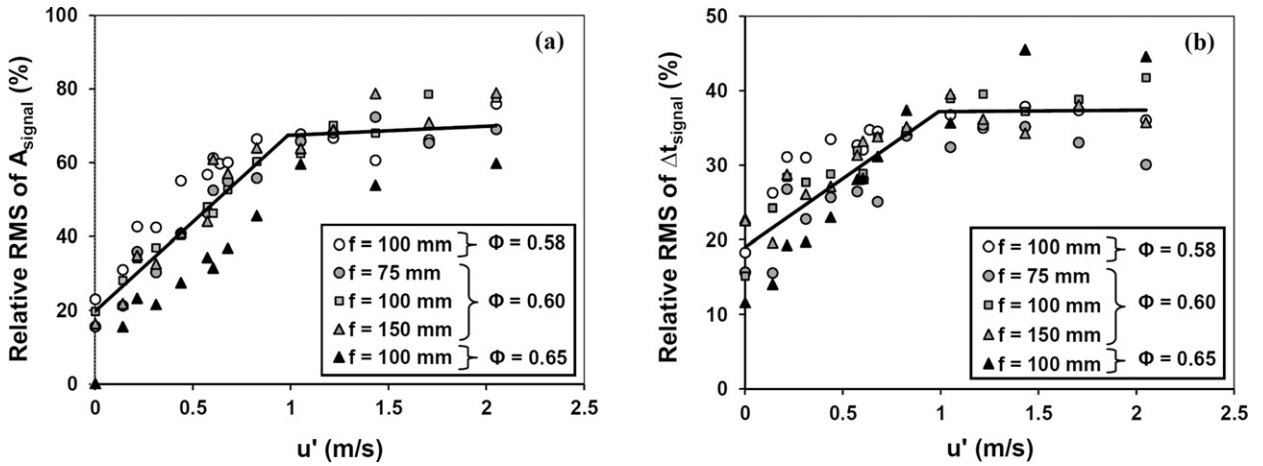 (a)
Relative RMS of A_signal (%)
100
80
60
40
20
0
0 0.5 1 1.5 2 2.5
u' (m/s)
f = 100 mm } Φ = 0.58
f = 75 mm
f = 100 mm } Φ = 0.60
f = 150 mm
f = 100 mm } Φ = 0.65
(b)
Relative RMS of Δt_signal (%)
50
40
30
20
10
0
0 0.5 1 1.5 2 2.5
u' (m/s)
f = 100 mm } Φ = 0.58
f = 75 mm
f = 100 mm } Φ = 0.60
f = 150 mm
f = 100 mm } Φ = 0.65